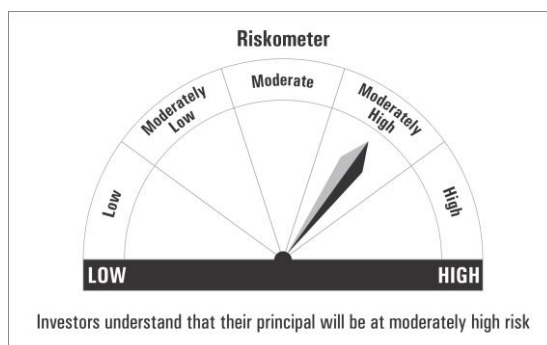 Riskometer
Low
Moderately
Low
Moderate
Moderately
High
High
LOW
HIGH
Investors understand that their principal will be at moderately high risk